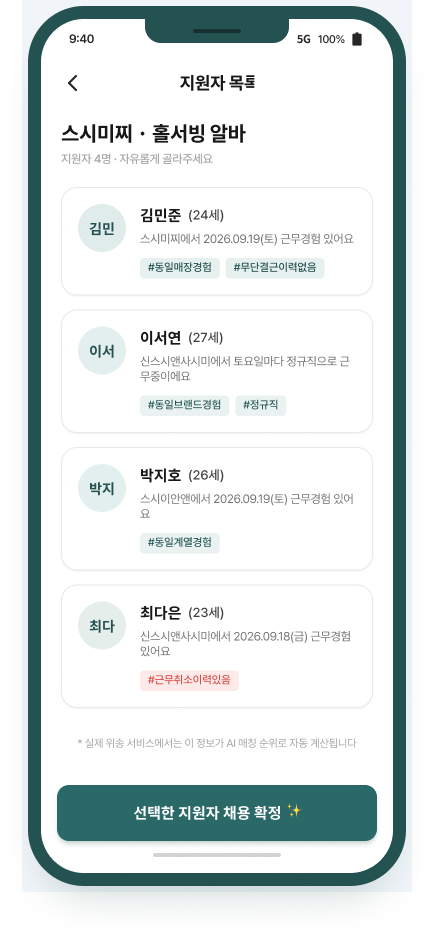 9:40
5G 100%
지원자 목록
스시미찌 · 홀서빙 알바
지원자 4명 · 자유롭게 골라주세요
김민
김민준 (24세)
스시미찌에서 2026.09.19(토) 근무경험 있어요
#동일매장경험 #무단결근이력없음
이서
이서연 (27세)
신스시앤사시미에서 토요일마다 정규직으로 근
무중이에요
#동일브랜드경험 #정규직
박지
박지호 (26세)
스시이안앤에서 2026.09.19(토) 근무경험 있어
요
#동일계열경험
최다
최다은 (23세)
신스시앤사시미에서 2026.09.18(금) 근무경험
있어요
#근무취소이력있음
* 실제 위송 서비스에서는 이 정보가 AI 매칭 순위로 자동 계산됩니다
선택한 지원자 채용 확정 ✨